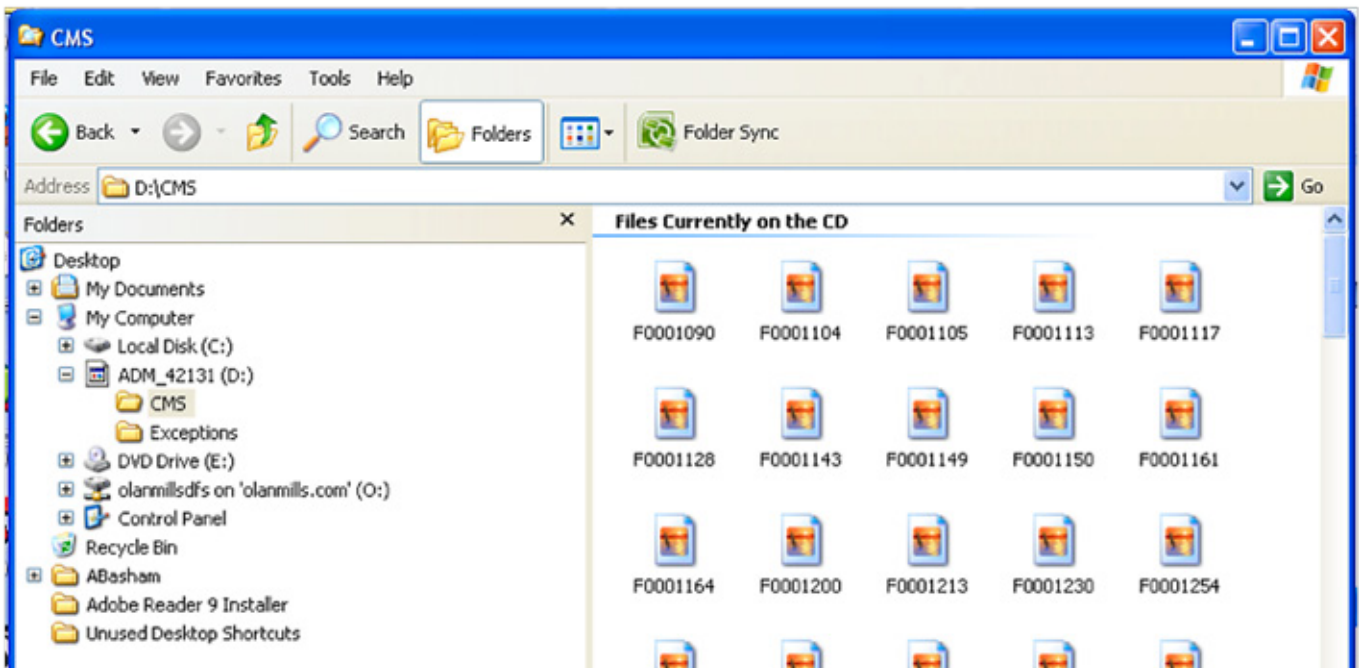 CMS
File Edit View Favorites Tools Help
Back Search Folders Folder Sync
Address D:\CMS Go
Folders
Desktop
My Documents
My Computer
Local Disk (C:)
ADM_42131 (D:)
CMS
Exceptions
DVD Drive (E:)
olanmillsdfs on 'olanmills.com' (O:)
Control Panel
Recycle Bin
ABasham
Adobe Reader 9 Installer
Unused Desktop Shortcuts
Files Currently on the CD
F0001090 F0001104 F0001105 F0001113 F0001117
F0001128 F0001143 F0001149 F0001150 F0001161
F0001164 F0001200 F0001213 F0001230 F0001254